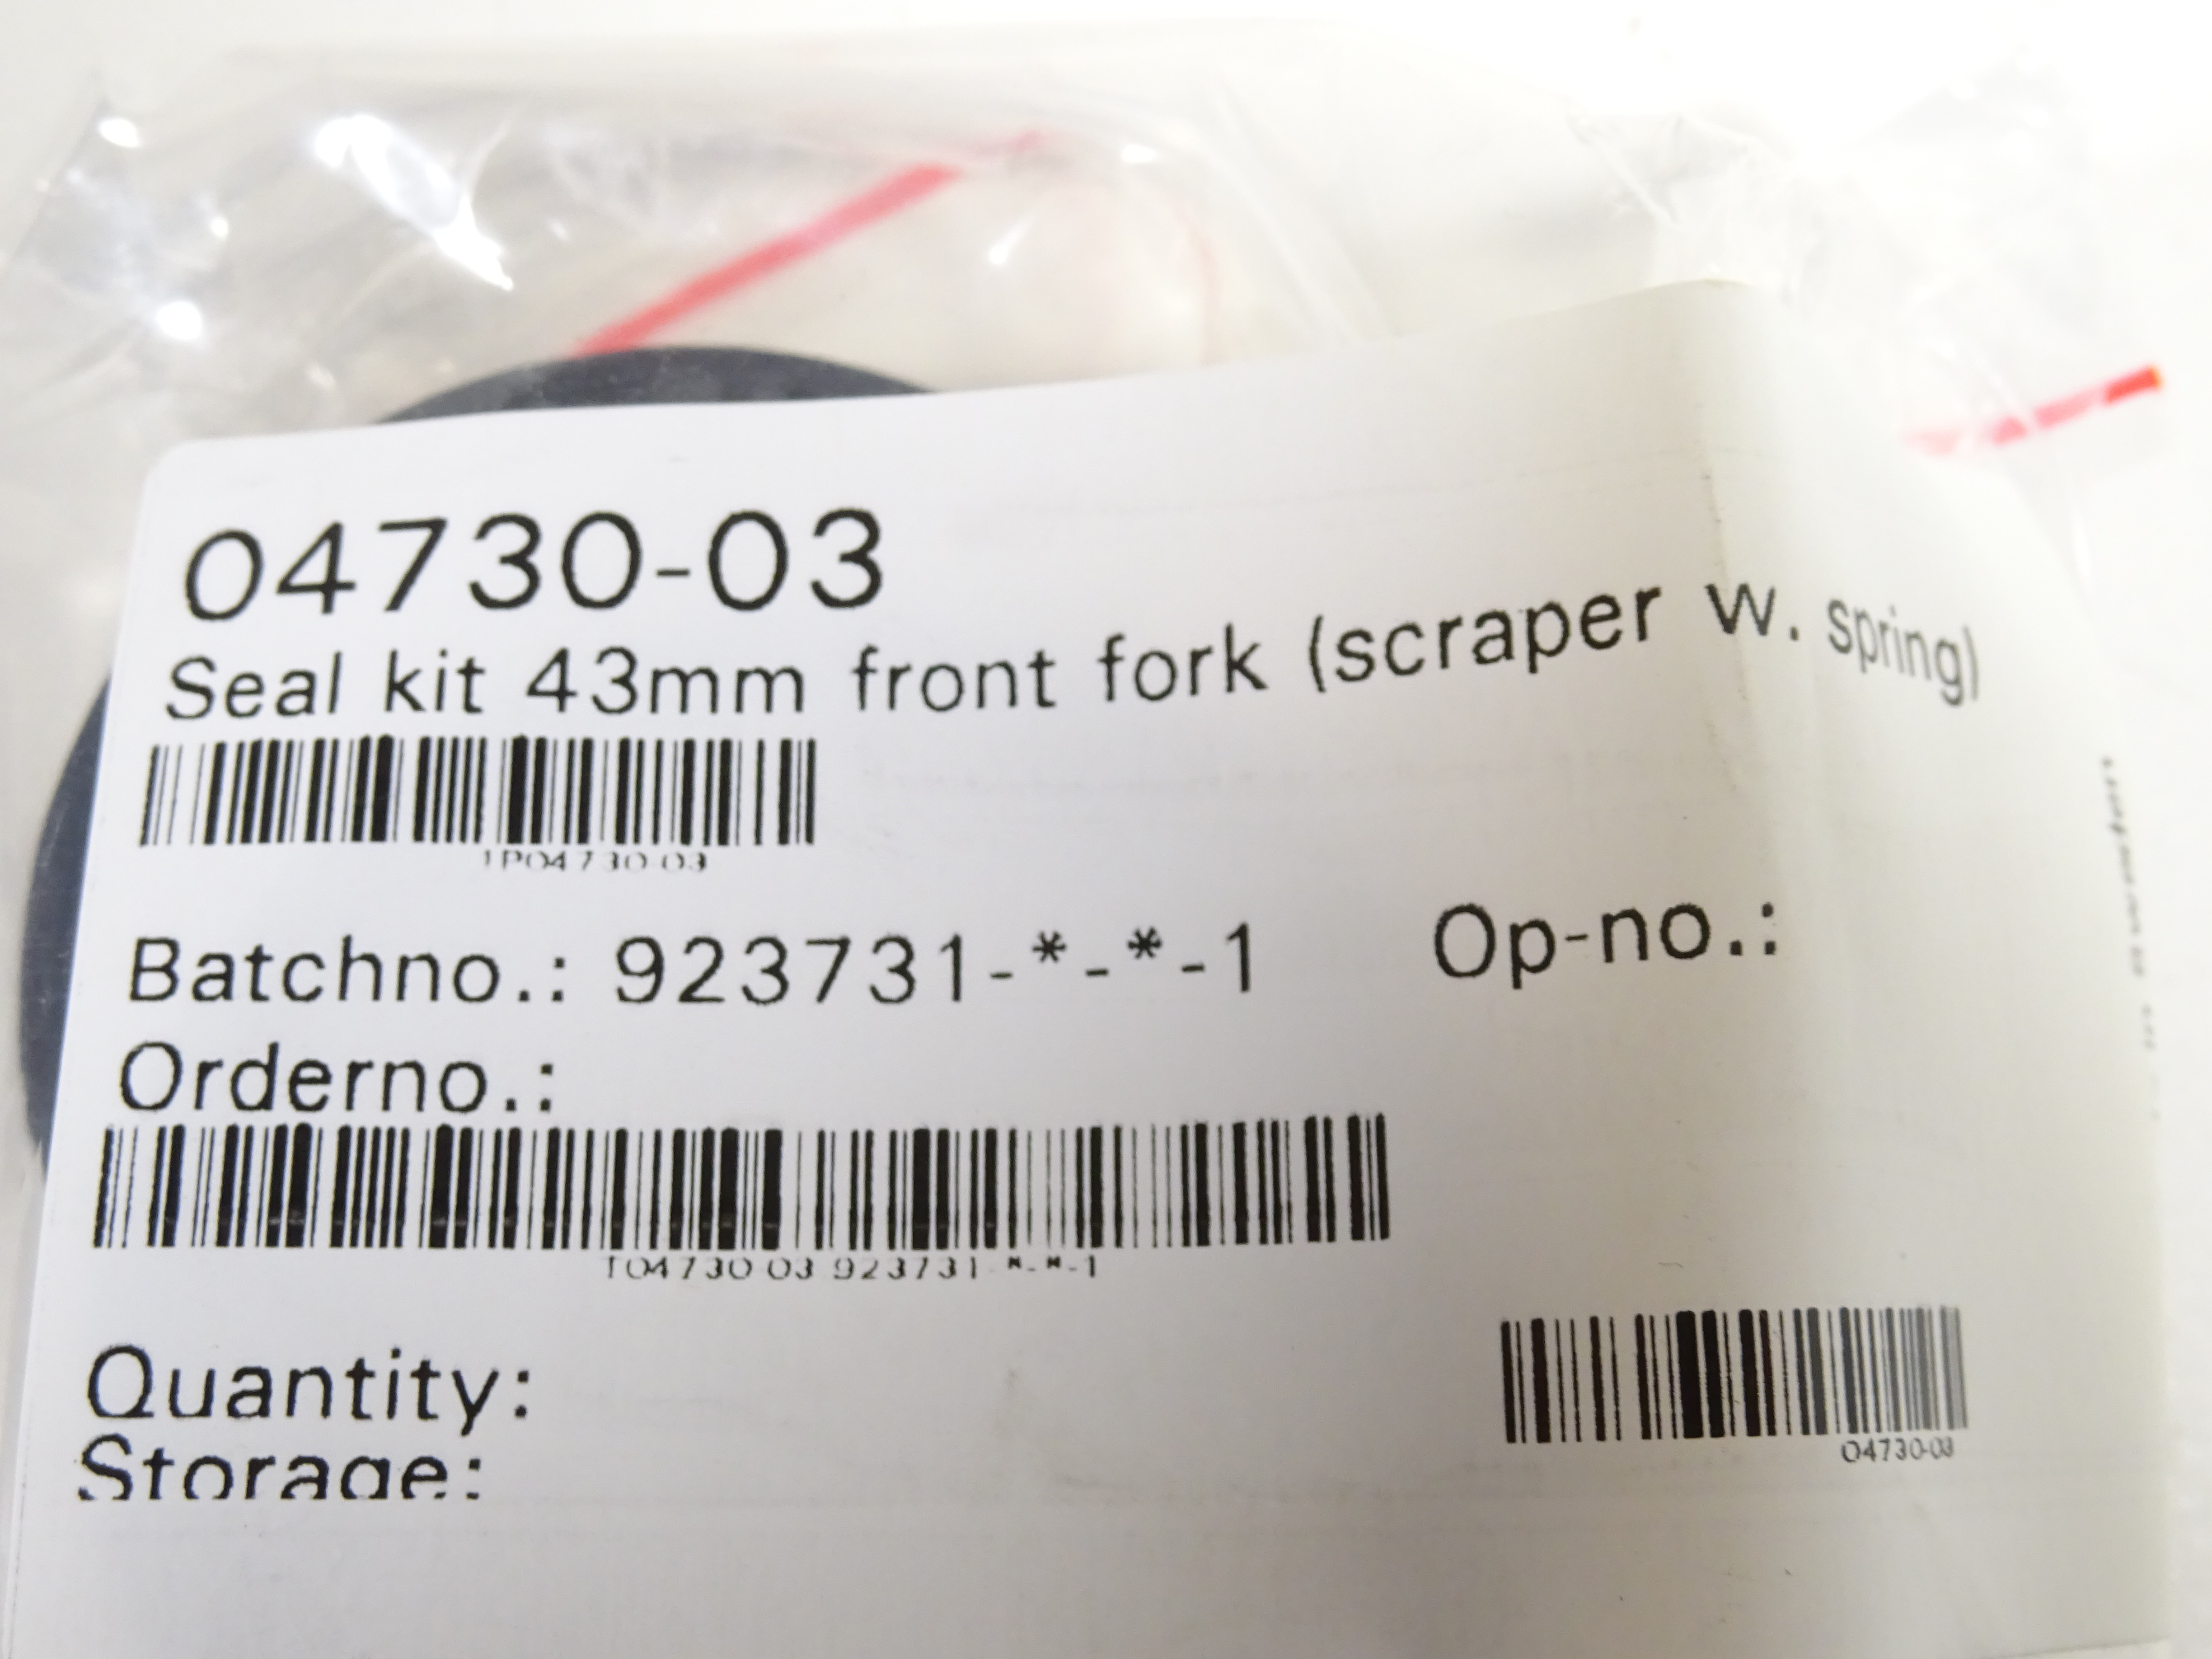 04730-03
Seal kit 43mm front fork (scraper w. spring)
1P04730-03
Batchno.: 923731-*-*-1 Op-no.:
Orderno.:
T04730-03 923731-*-*-1
Quantity:
Storage:
04730-03